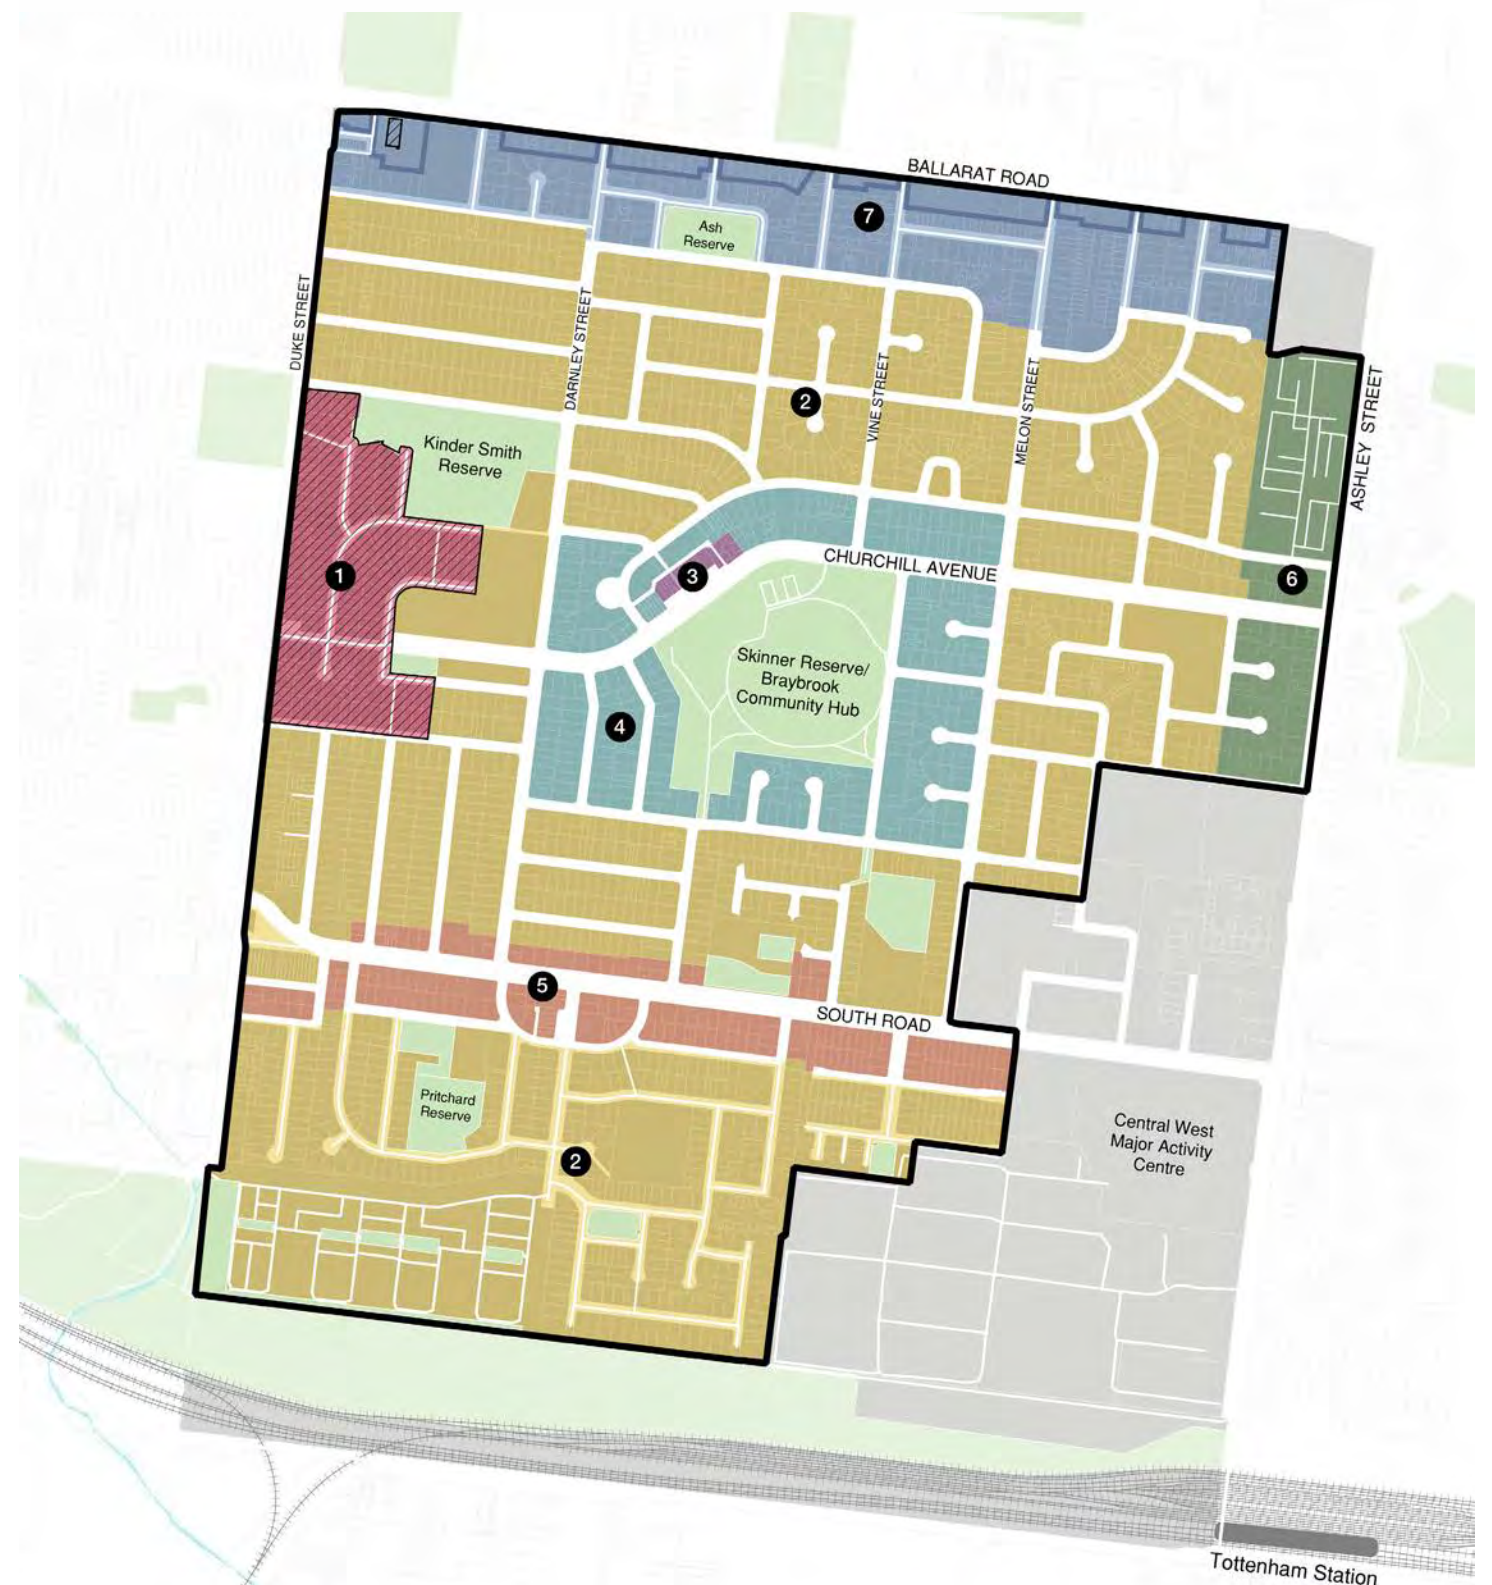 BALLARAT ROAD
7
Ash
Reserve
DUKE STREET
DARNLEY STREET
VINE STREET
MELON STREET
ASHLEY STREET
2
Kinder Smith
Reserve
1
3
CHURCHILL AVENUE
6
Skinner Reserve/
Braybrook
Community Hub
4
5
SOUTH ROAD
Pritchard
Reserve
2
Central West
Major Activity
Centre
Tottenham Station